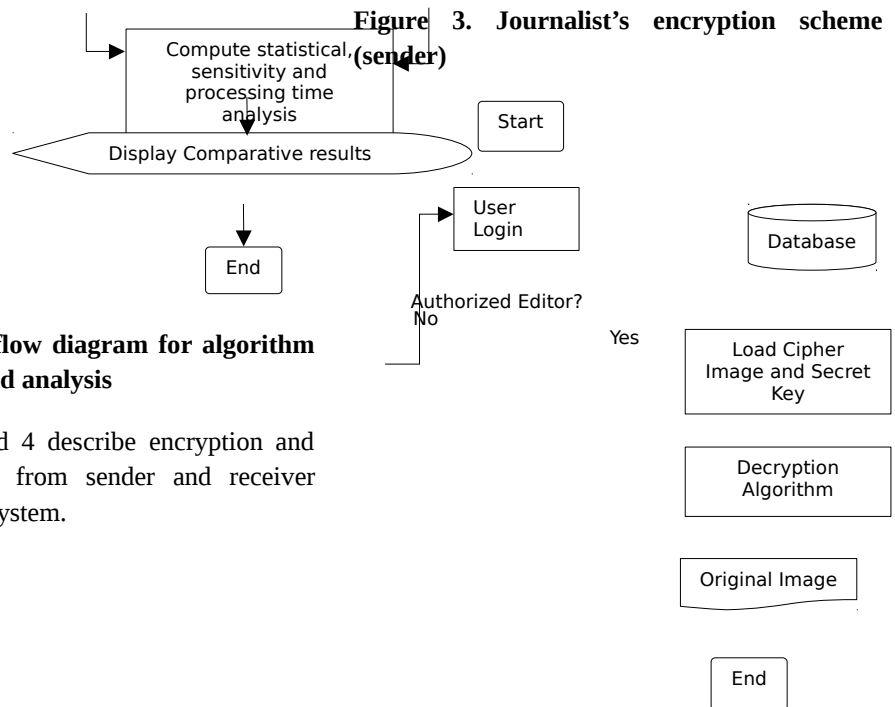 Compute statistical,
sensitivity and
processing time
analysis
Display Comparative results
End
flow diagram for algorithm
d analysis
d 4 describe encryption and
from sender and receiver
ystem.
Figure 3. Journalist's encryption scheme
(sender)
Start
User
Login
Database
Authorized Editor?
No
Yes
Load Cipher
Image and Secret
Key
Decryption
Algorithm
Original Image
End